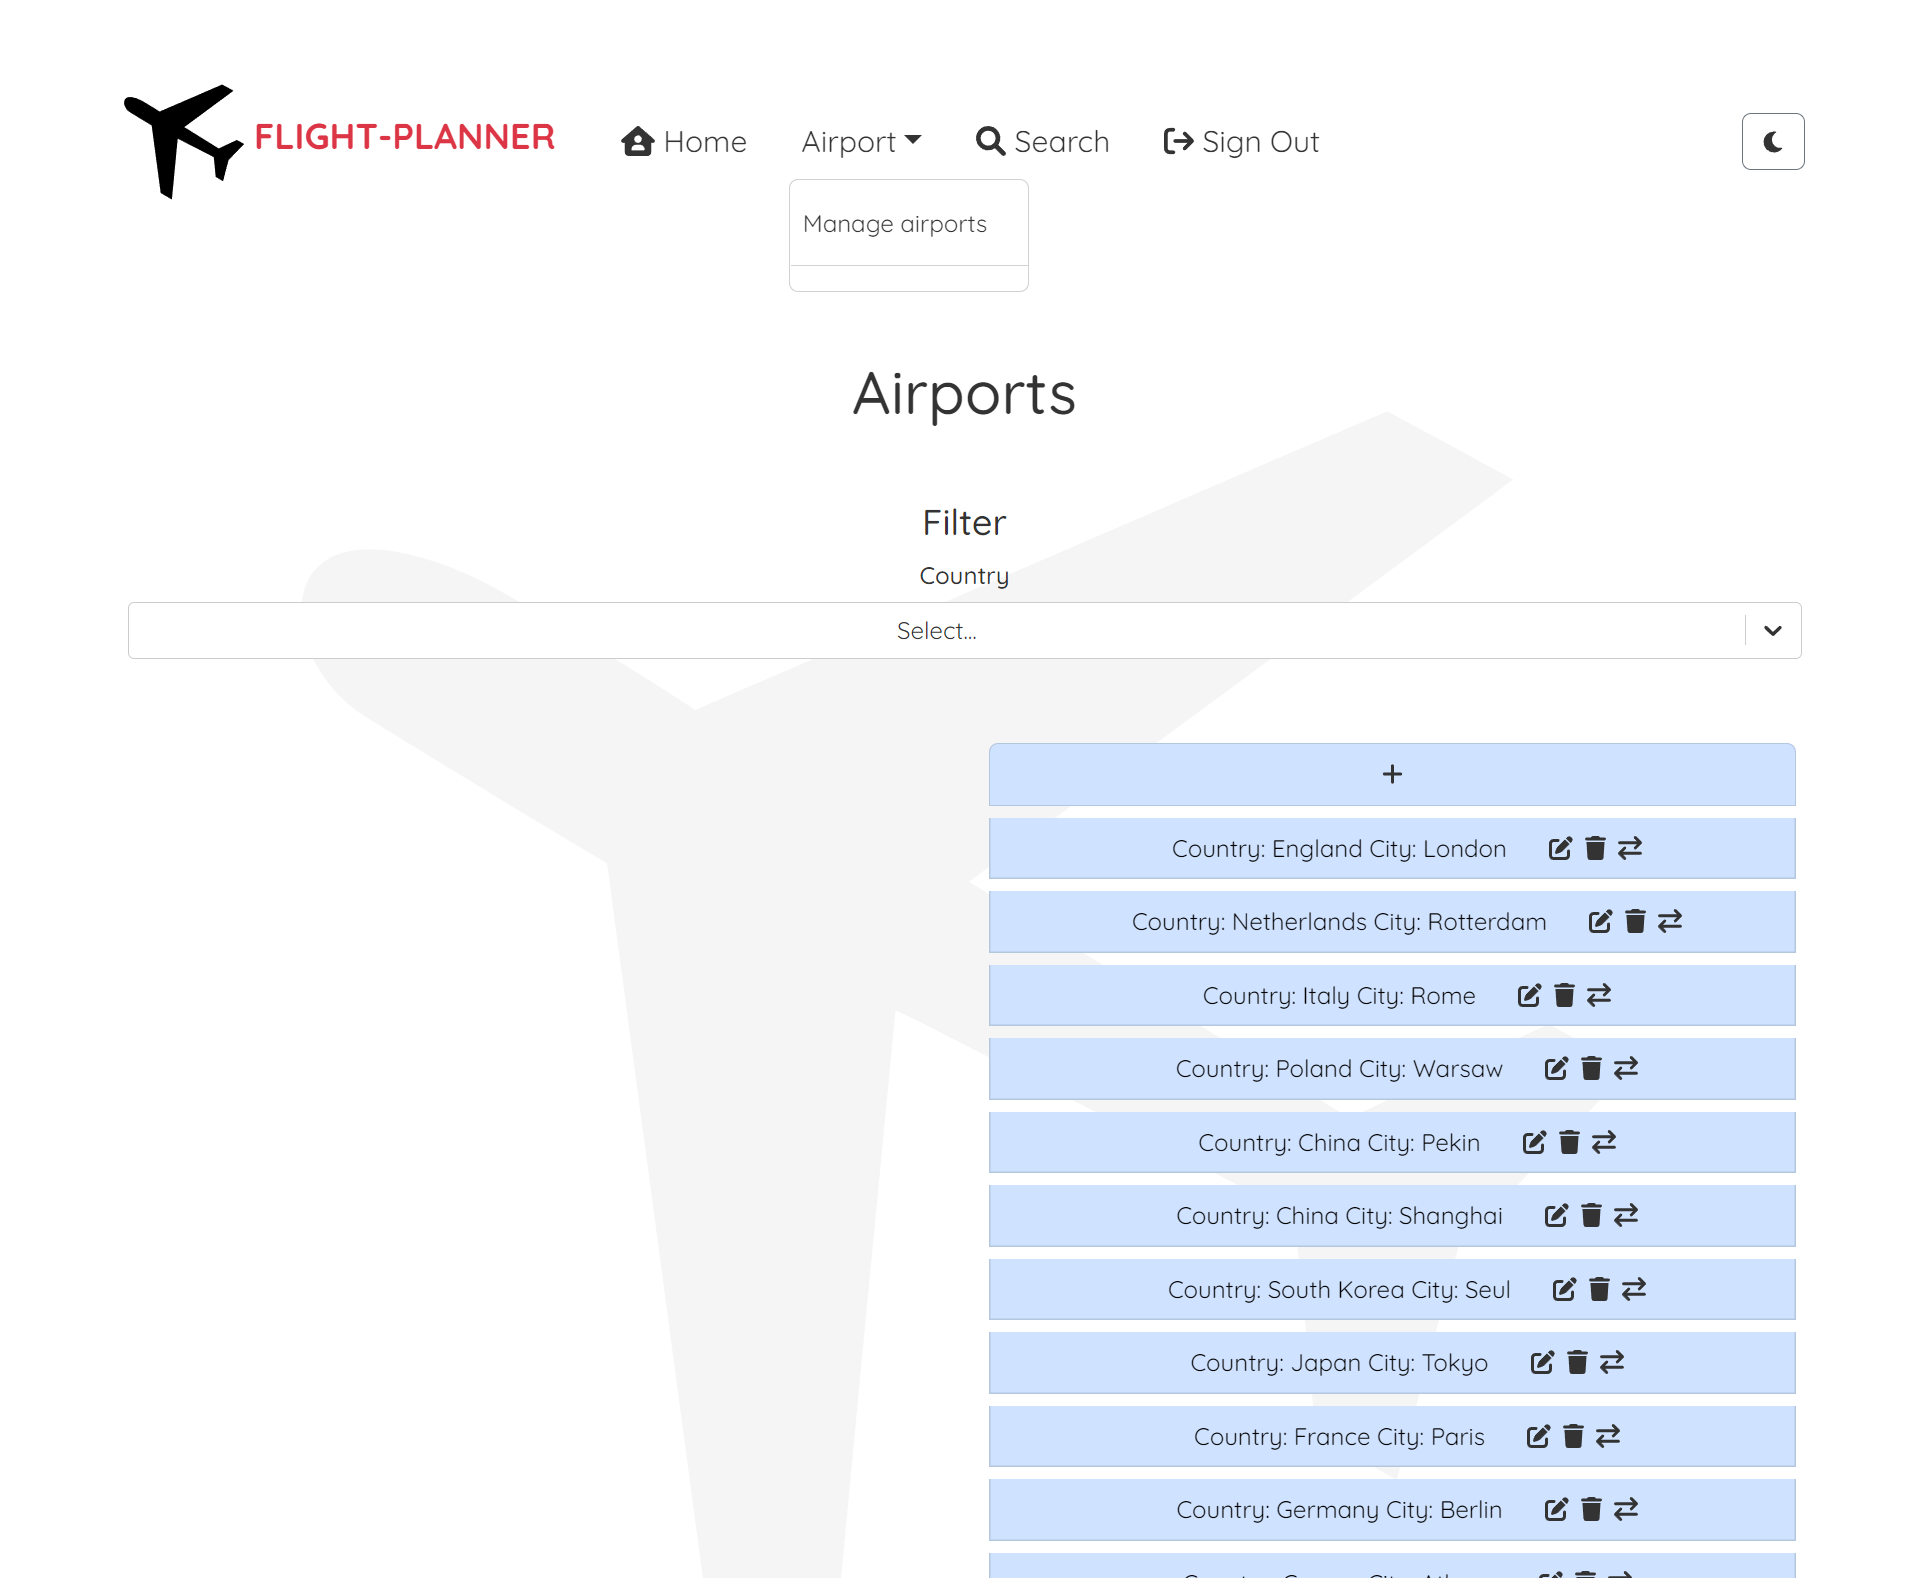 FLIGHT-PLANNER Home Airport Search Sign Out
Manage airports
Airports
Filter
Country
Select...
+
Country: England City: London
Country: Netherlands City: Rotterdam
Country: Italy City: Rome
Country: Poland City: Warsaw
Country: China City: Pekin
Country: China City: Shanghai
Country: South Korea City: Seul
Country: Japan City: Tokyo
Country: France City: Paris
Country: Germany City: Berlin